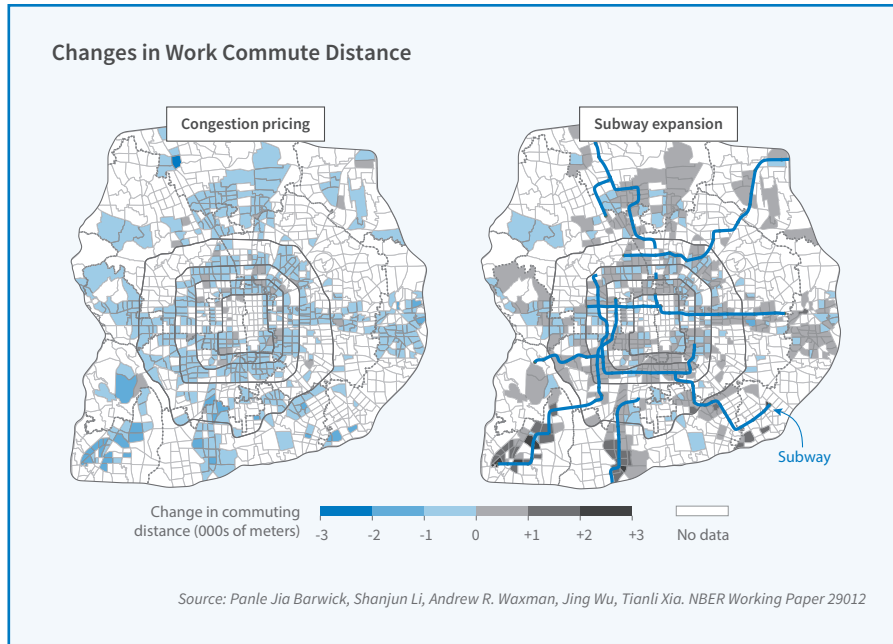 Changes in Work Commute Distance
Congestion pricing
Subway expansion
Subway
Change in commuting
distance (000s of meters)
-3
-2
-1
0
+1
+2
+3
No data
Source: Panle Jia Barwick, Shanjun Li, Andrew R. Waxman, Jing Wu, Tianli Xia. NBER Working Paper 29012